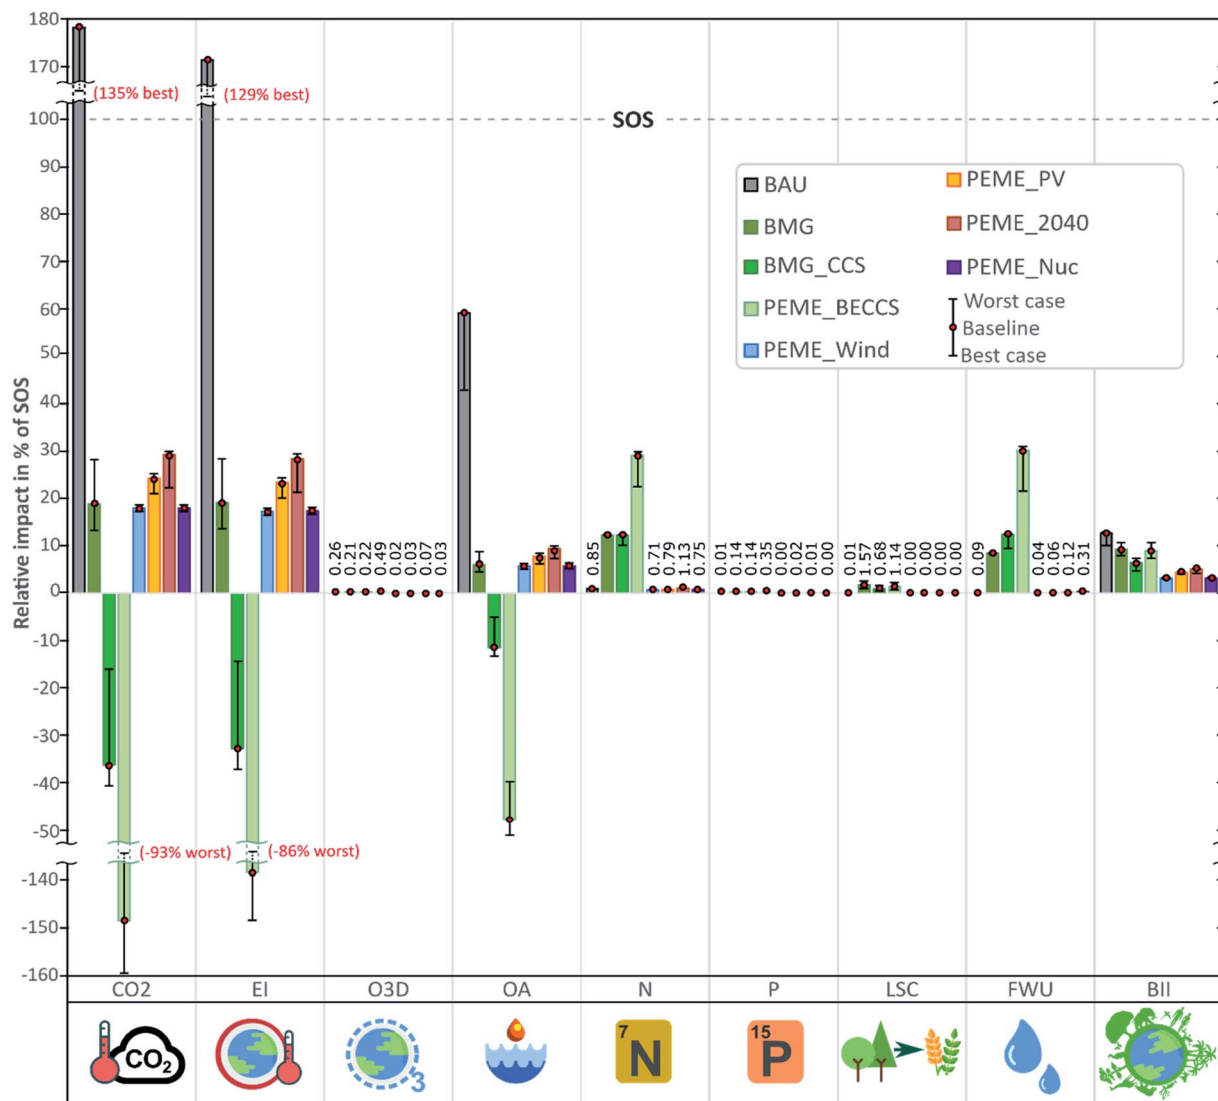 180
170
(135% best)
(129% best)
100
SOS
90
80
70
60
50
40
30
20
10
0
-10
-20
-30
-40
-50
-140
-150
-160
Relative impact in % of SOS
BAU
BMG
BMG_CCS
PEME_BECCS
PEME_Wind
PEME_PV
PEME_2040
PEME_Nuc
Worst case
Baseline
Best case
0.26
0.21
0.22
0.49
0.02
0.03
0.07
0.03
0.85
0.71
0.79
1.13
0.75
0.01
0.14
0.14
0.35
0.00
0.02
0.01
0.00
0.01
1.57
0.68
1.14
0.00
0.00
0.00
0.00
0.09
0.04
0.06
0.12
0.31
(-93% worst)
(-86% worst)
CO2
EI
O3D
OA
N
P
LSC
FWU
BII
CO2
3
7
N
15
P